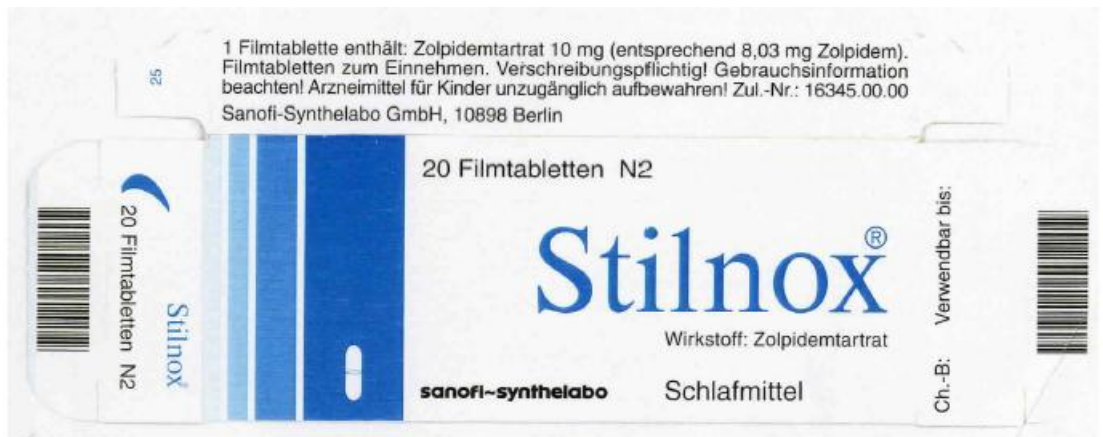 1 Filmtablette enthält: Zolpidemtartrat 10 mg (entsprechend 8,03 mg Zolpidem).
Filmtabletten zum Einnehmen. Verschreibungspflichtig! Gebrauchsinformation
beachten! Arzneimittel für Kinder unzugänglich aufbewahren! Zul.-Nr.: 16345.00.00
Sanofi-Synthelabo GmbH, 10898 Berlin
25
20 Filmtabletten N2
Stilnox®
Wirkstoff: Zolpidemtartrat
sanofi~synthelabo
Schlafmittel
20 Filmtabletten N2
Stilnox®
Ch.-B:
Verwendbar bis: